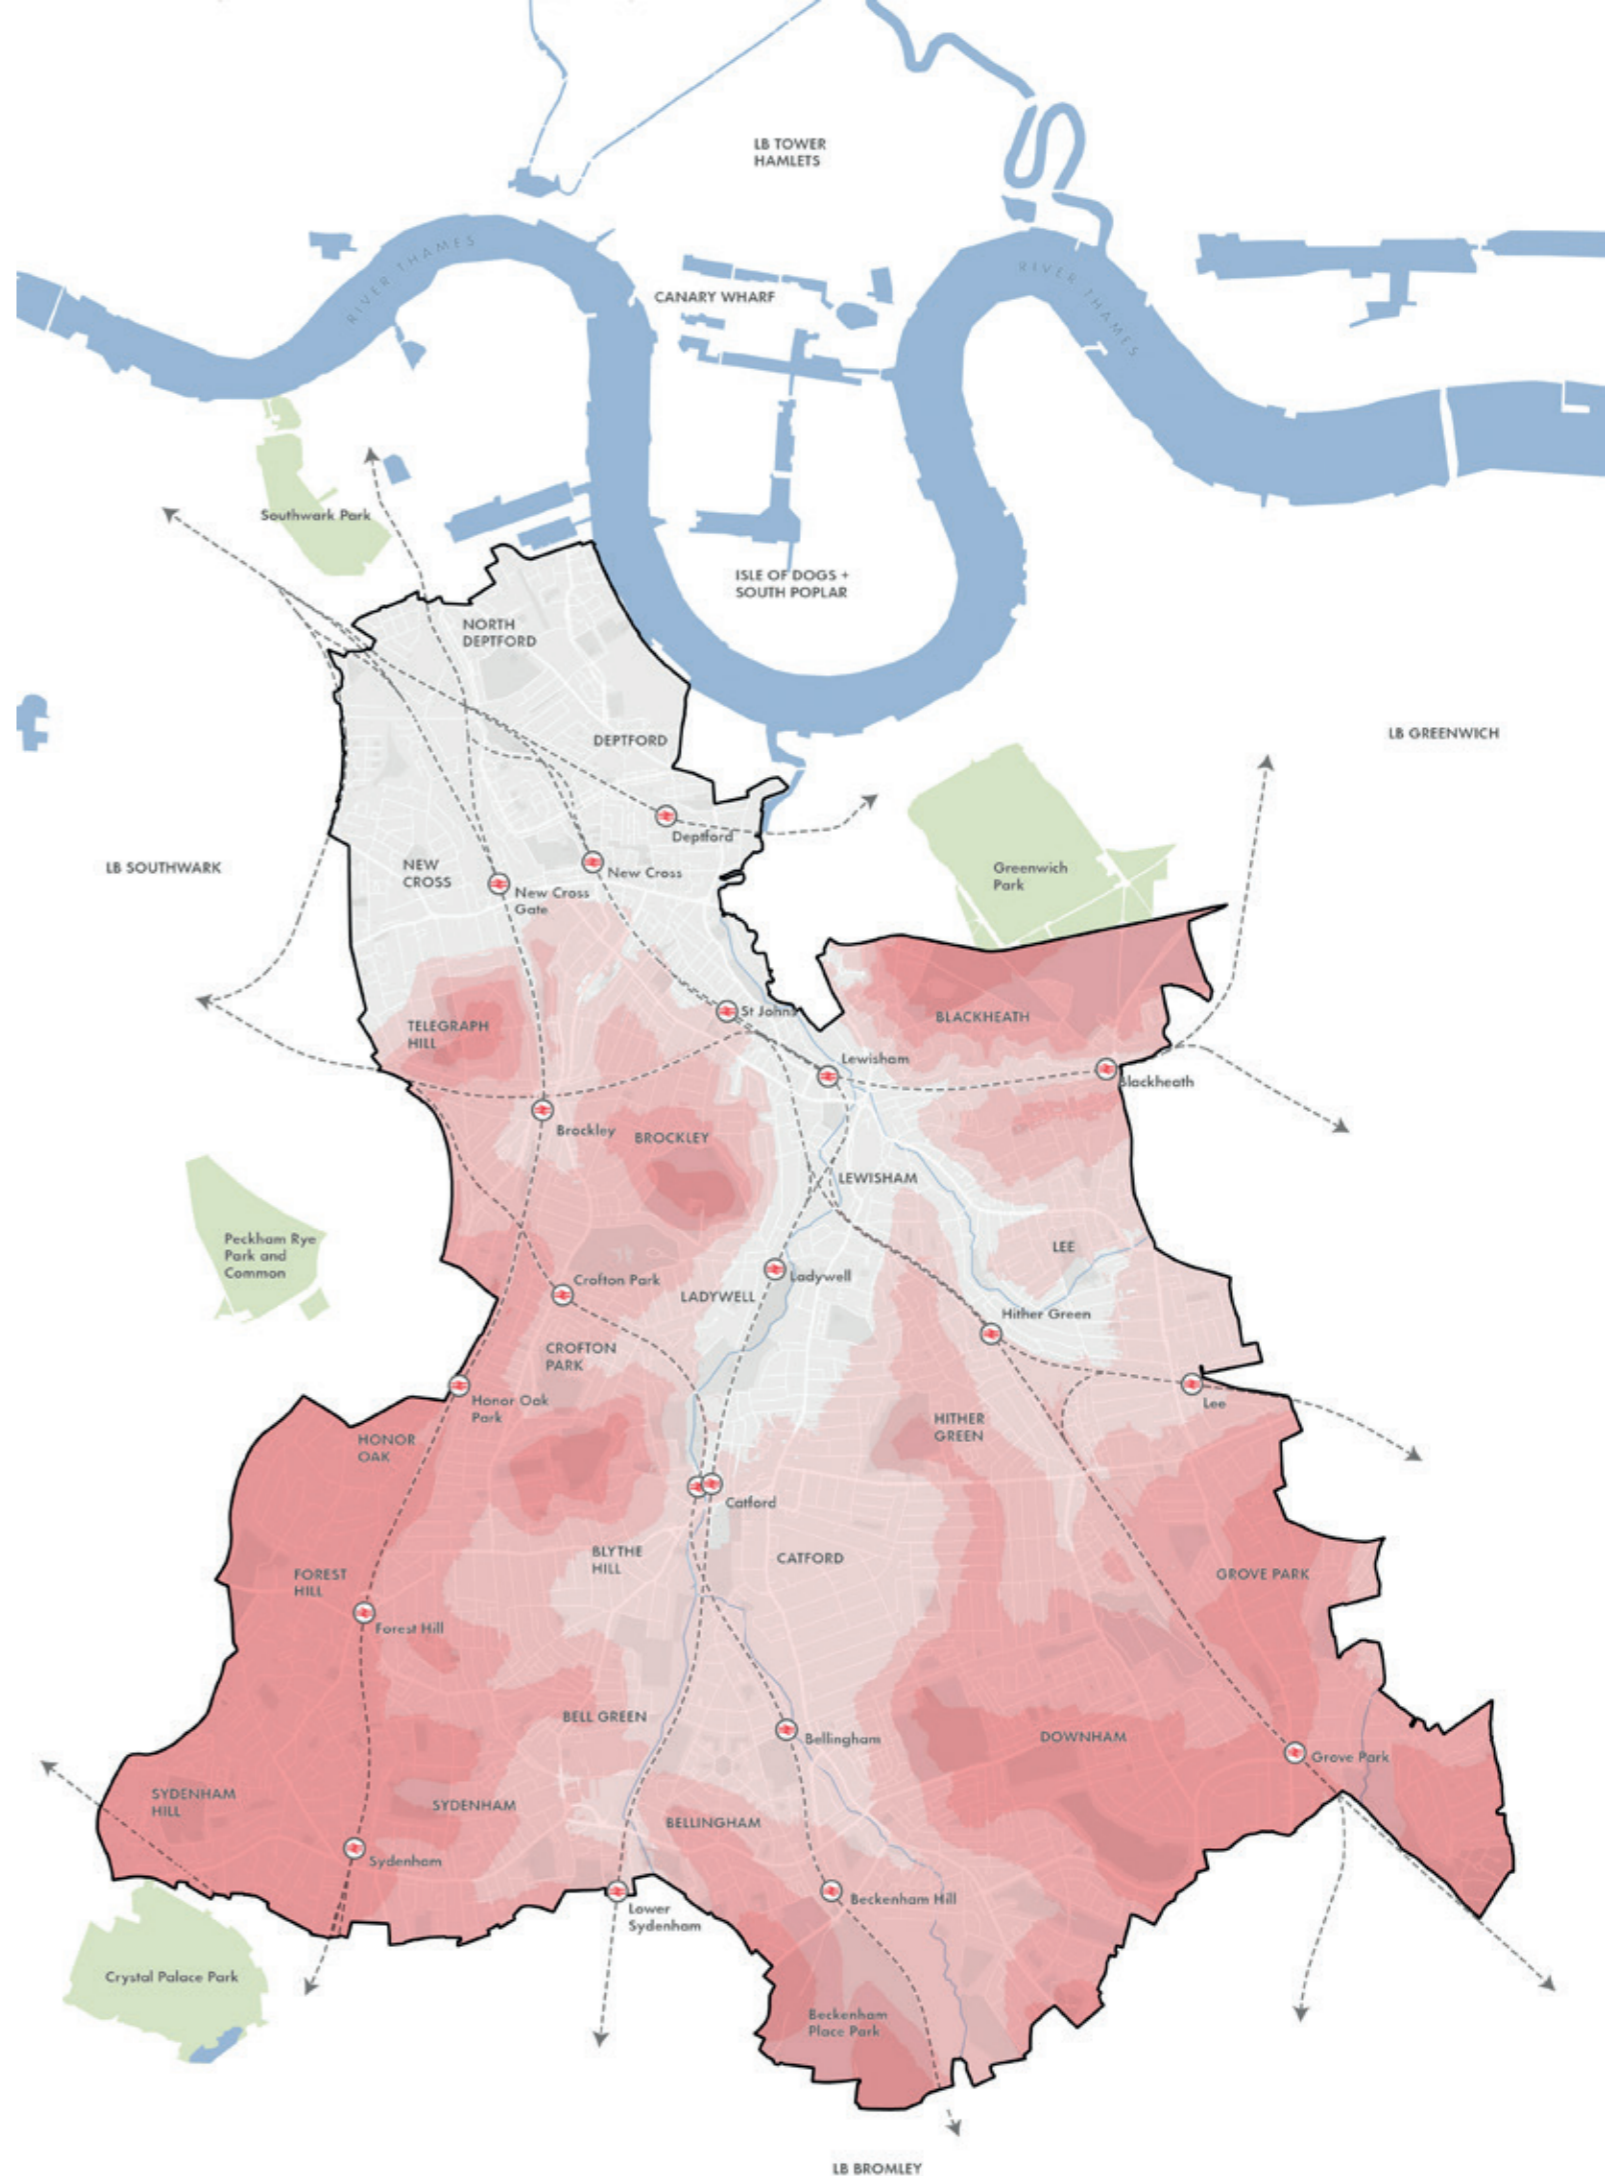 LB TOWER
HAMLETS
RIVER THAMES
RIVER THAMES
CANARY WHARF
Southwark Park
ISLE OF DOGS +
SOUTH POPLAR
NORTH
DEPTFORD
LB GREENWICH
DEPTFORD
Deptford
LB SOUTHWARK
NEW
CROSS
New Cross
New Cross
Gate
Greenwich
Park
TELEGRAPH
HILL
St Johns
BLACKHEATH
Lewisham
Blackheath
Brockley
BROCKLEY
LEWISHAM
Peckham Rye
Park and
Common
LEE
Crofton Park
Ladywell
LADYWELL
Hither Green
CROFTON
PARK
Honor Oak
Park
Lee
HONOR
OAK
HITHER
GREEN
Catford
BLYTHE
HILL
CATFORD
FOREST
HILL
GROVE PARK
Forest Hill
BELL GREEN
Bellingham
DOWNHAM
Grove Park
SYDENHAM
HILL
SYDENHAM
BELLINGHAM
Sydenham
Beckenham Hill
Lower
Sydenham
Crystal Palace Park
Beckenham
Place Park
LB BROMLEY